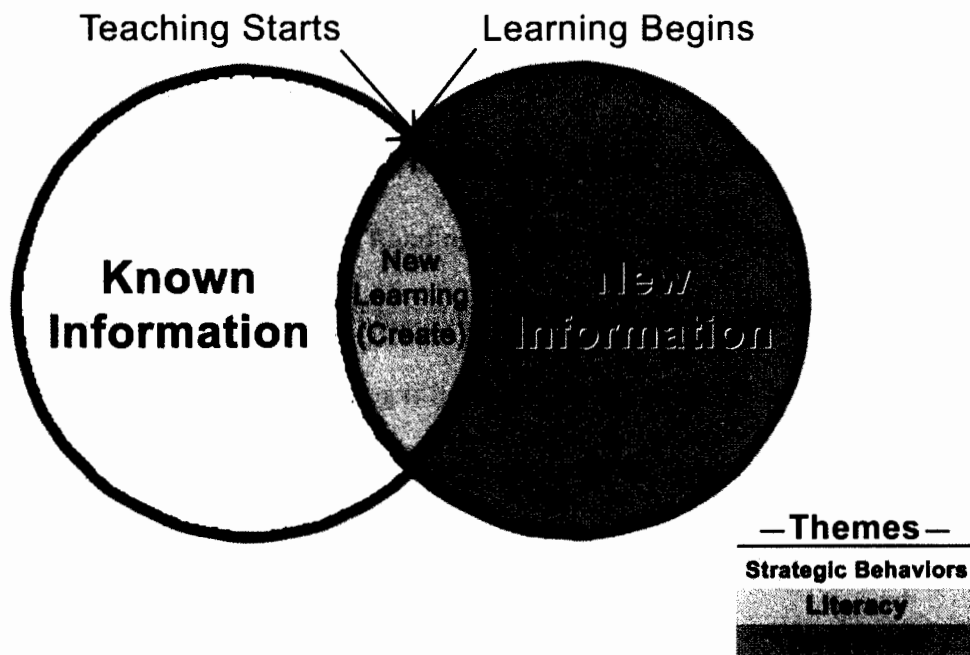 Teaching Starts
Learning Begins
Known
Information
New
Learning
(Create)
New
Information
—Themes—
Strategic Behaviors
Literacy